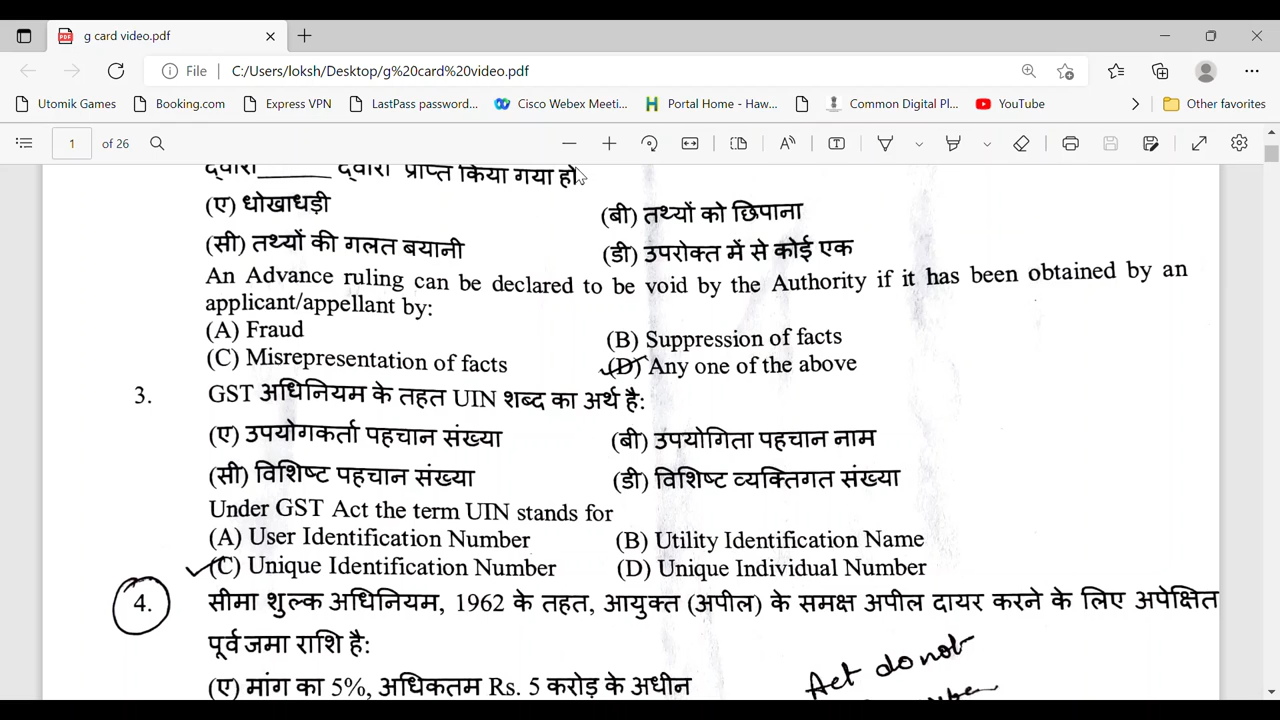 g card video.pdf
File C:/Users/loksh/Desktop/g%20card%20video.pdf
Utomik Games Booking.com Express VPN LastPass password... Cisco Webex Meeti... Portal Home - Haw... Common Digital Pl... YouTube Other favorites
1 of 26
द्वारा______ द्वारा प्राप्त किया गया हो
(ए) धोखाधड़ी (बी) तथ्यों को छिपाना
(सी) तथ्यों की गलत बयानी (डी) उपरोक्त में से कोई एक
An Advance ruling can be declared to be void by the Authority if it has been obtained by an
applicant/appellant by:
(A) Fraud (B) Suppression of facts
(C) Misrepresentation of facts (D) Any one of the above
3. GST अधिनियम के तहत UIN शब्द का अर्थ है:
(ए) उपयोगकर्ता पहचान संख्या (बी) उपयोगिता पहचान नाम
(सी) विशिष्ट पहचान संख्या (डी) विशिष्ट व्यक्तिगत संख्या
Under GST Act the term UIN stands for
(A) User Identification Number (B) Utility Identification Name
(C) Unique Identification Number (D) Unique Individual Number
4. सीमा शुल्क अधिनियम, 1962 के तहत, आयुक्त (अपील) के समक्ष अपील दायर करने के लिए अपेक्षित
पूर्व जमा राशि है:
Act do not
(ए) मांग का 5%, अधिकतम Rs. 5 करोड़ के अधीन